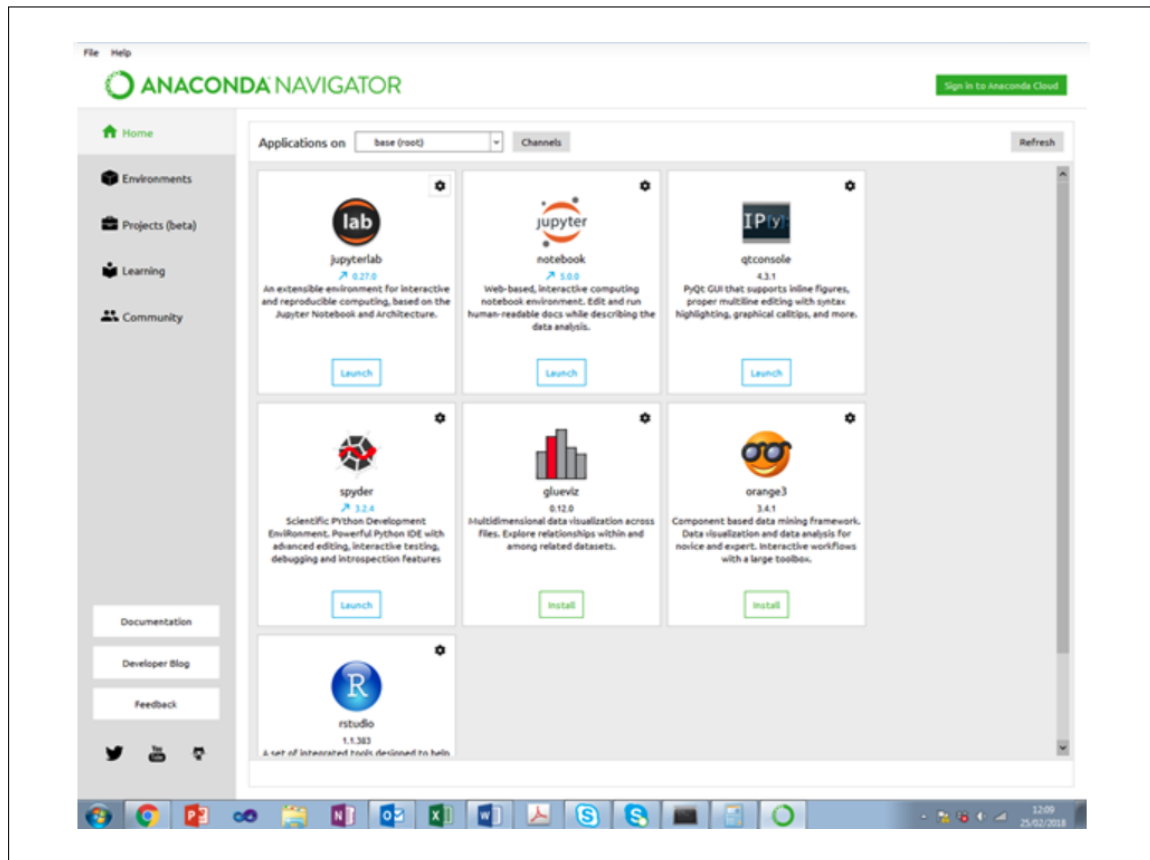 File Help
ANACONDA NAVIGATOR
Sign in to Anaconda Cloud
Home
Environments
Projects (beta)
Learning
Community
Documentation
Developer Blog
Feedback
You Tube
Applications on base (root) Channels Refresh
lab
jupyterlab
0.27.0
An extensible environment for interactive
and reproducible computing, based on the
Jupyter Notebook and Architecture.
Launch
jupyter
notebook
5.0.0
Web-based, interactive computing
notebook environment. Edit and run
human-readable docs while describing the
data analysis.
Launch
IP[y]
qtconsole
4.3.1
PyQt GUI that supports inline figures,
proper multiline editing with syntax
highlighting, graphical calltips, and more.
Launch
spyder
3.2.4
Scientific PYthon Development
EnviRonment. Powerful Python IDE with
advanced editing, interactive testing,
debugging and introspection features
Launch
glueviz
0.12.0
Multidimensional data visualization across
files. Explore relationships within and
among related datasets.
Install
orange3
3.4.1
Component based data mining framework.
Data visualization and data analysis for
novice and expert. Interactive workflows
with a large toolbox.
Install
R
rstudio
1.1.383
A set of integrated tools designed to help
12:09
25/02/2018